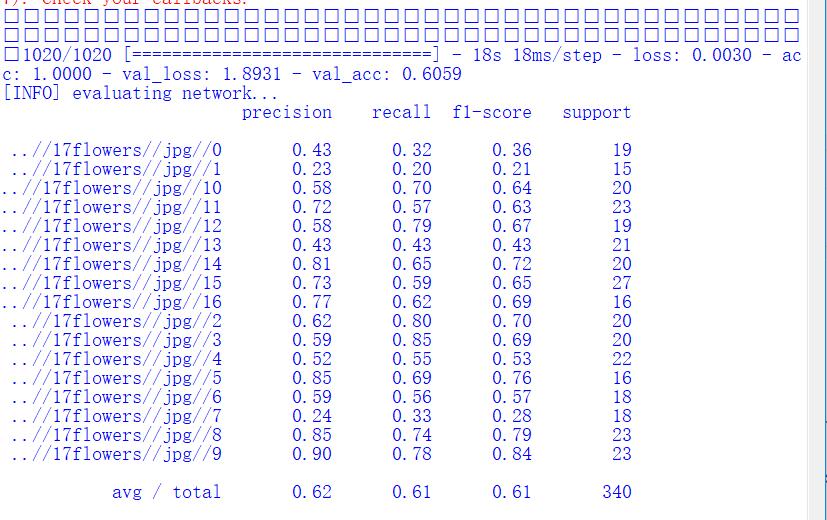 7). Check your callbacks.
□□□□□□□□□□□□□□□□□□□□□□□□□□□□□□□□□□□□□□□□
□□□□□□□□□□□□□□□□□□□□□□□□□□□□□□□□□□□□□□□□
□1020/1020 [==============================] - 18s 18ms/step - loss: 0.0030 - ac
c: 1.0000 - val_loss: 1.8931 - val_acc: 0.6059
[INFO] evaluating network...
precision recall f1-score support
..//17flowers//jpg//0 0.43 0.32 0.36 19
..//17flowers//jpg//1 0.23 0.20 0.21 15
..//17flowers//jpg//10 0.58 0.70 0.64 20
..//17flowers//jpg//11 0.72 0.57 0.63 23
..//17flowers//jpg//12 0.58 0.79 0.67 19
..//17flowers//jpg//13 0.43 0.43 0.43 21
..//17flowers//jpg//14 0.81 0.65 0.72 20
..//17flowers//jpg//15 0.73 0.59 0.65 27
..//17flowers//jpg//16 0.77 0.62 0.69 16
..//17flowers//jpg//2 0.62 0.80 0.70 20
..//17flowers//jpg//3 0.59 0.85 0.69 20
..//17flowers//jpg//4 0.52 0.55 0.53 22
..//17flowers//jpg//5 0.85 0.69 0.76 16
..//17flowers//jpg//6 0.59 0.56 0.57 18
..//17flowers//jpg//7 0.24 0.33 0.28 18
..//17flowers//jpg//8 0.85 0.74 0.79 23
..//17flowers//jpg//9 0.90 0.78 0.84 23
avg / total 0.62 0.61 0.61 340